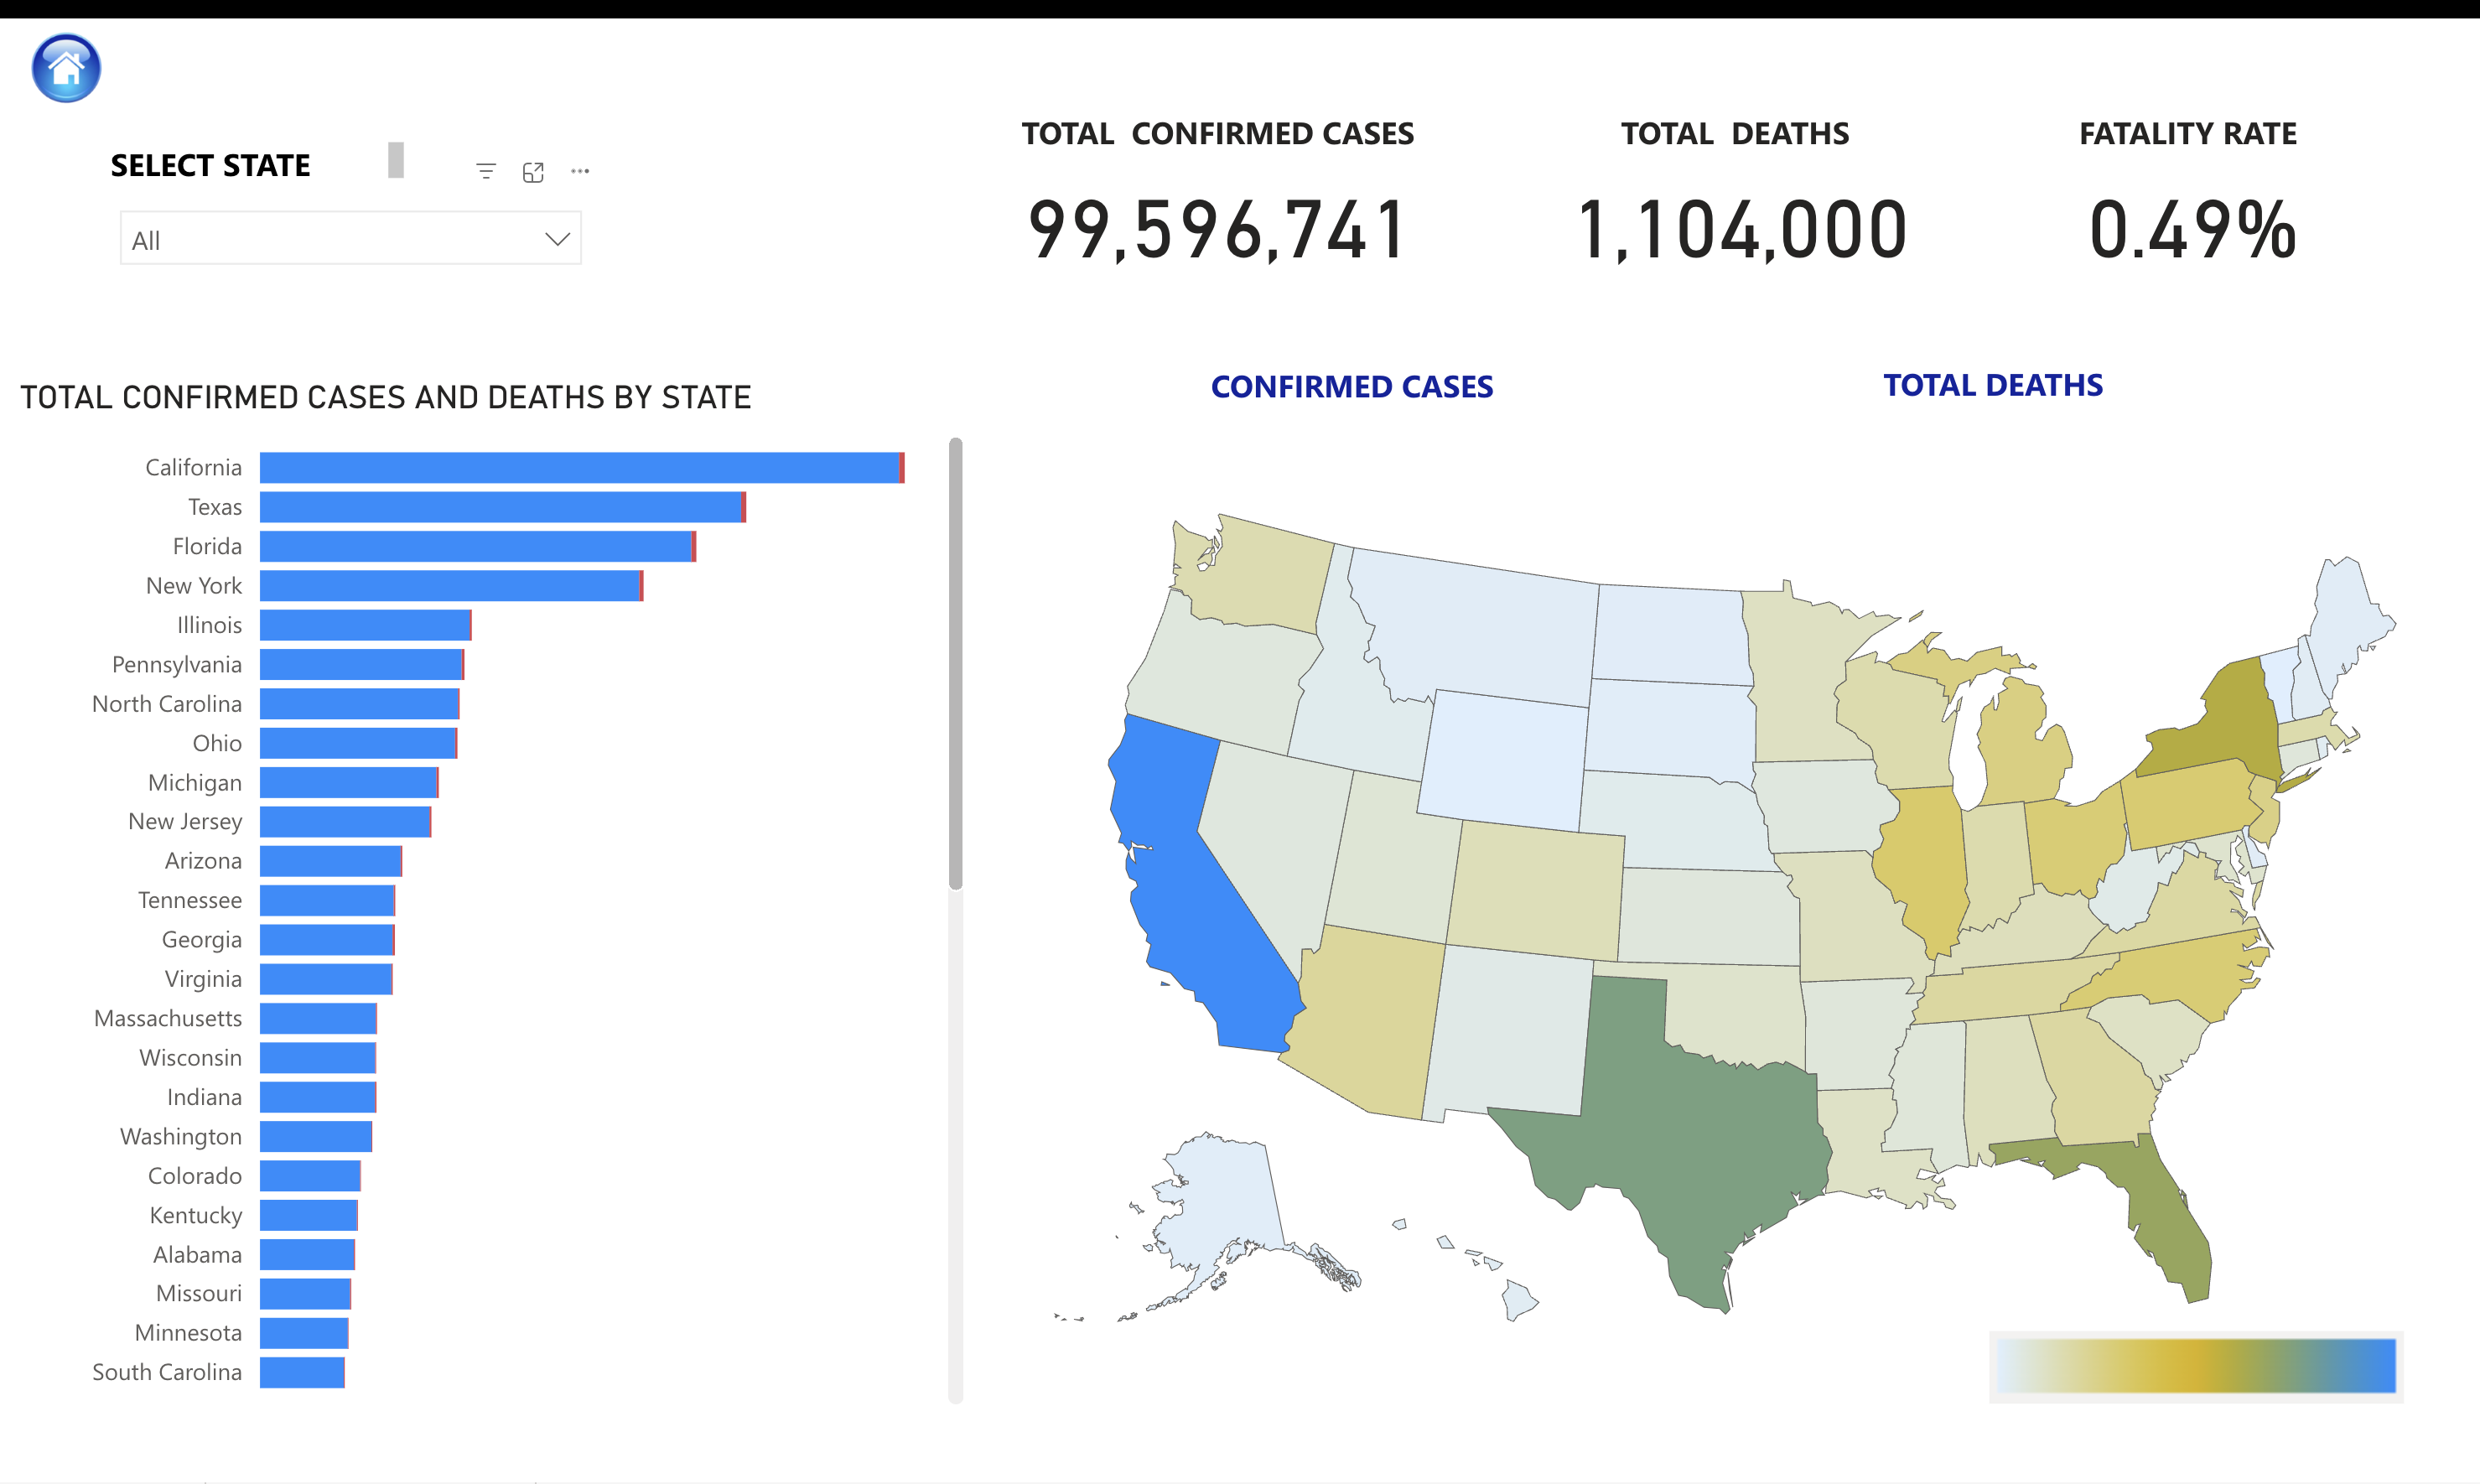 SELECT STATE
All
TOTAL CONFIRMED CASES
99,596,741
TOTAL DEATHS
1,104,000
FATALITY RATE
0.49%
TOTAL CONFIRMED CASES AND DEATHS BY STATE
California
Texas
Florida
New York
Illinois
Pennsylvania
North Carolina
Ohio
Michigan
New Jersey
Arizona
Tennessee
Georgia
Virginia
Massachusetts
Wisconsin
Indiana
Washington
Colorado
Kentucky
Alabama
Missouri
Minnesota
South Carolina
CONFIRMED CASES
TOTAL DEATHS